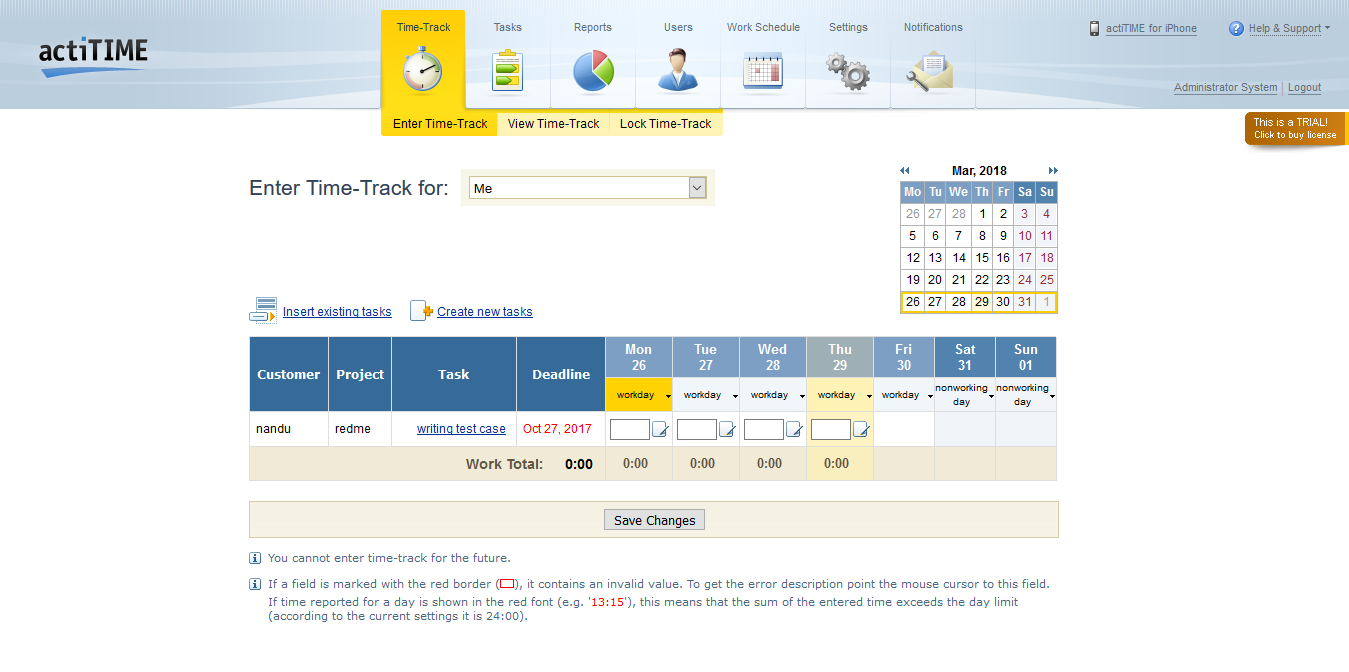 actiTIME
Time-Track Tasks Reports Users Work Schedule Settings Notifications
actiTIME for iPhone Help & Support
Administrator System Logout
Enter Time-Track View Time-Track Lock Time-Track
This is a TRIAL!
Click to buy license
Enter Time-Track for: Me
Mar, 2018
Mo Tu We Th Fr Sa Su
26 27 28 1 2 3 4
5 6 7 8 9 10 11
12 13 14 15 16 17 18
19 20 21 22 23 24 25
26 27 28 29 30 31 1
Insert existing tasks Create new tasks
Customer Project Task Deadline
Mon 26 Tue 27 Wed 28 Thu 29 Fri 30 Sat 31 Sun 01
workday workday workday workday workday nonworking day nonworking day
nandu redme writing test case Oct 27, 2017
Work Total: 0:00 0:00 0:00 0:00 0:00
Save Changes
You cannot enter time-track for the future.
If a field is marked with the red border ( ), it contains an invalid value. To get the error description point the mouse cursor to this field.
If time reported for a day is shown in the red font (e.g. '13:15'), this means that the sum of the entered time exceeds the day limit
(according to the current settings it is 24:00).